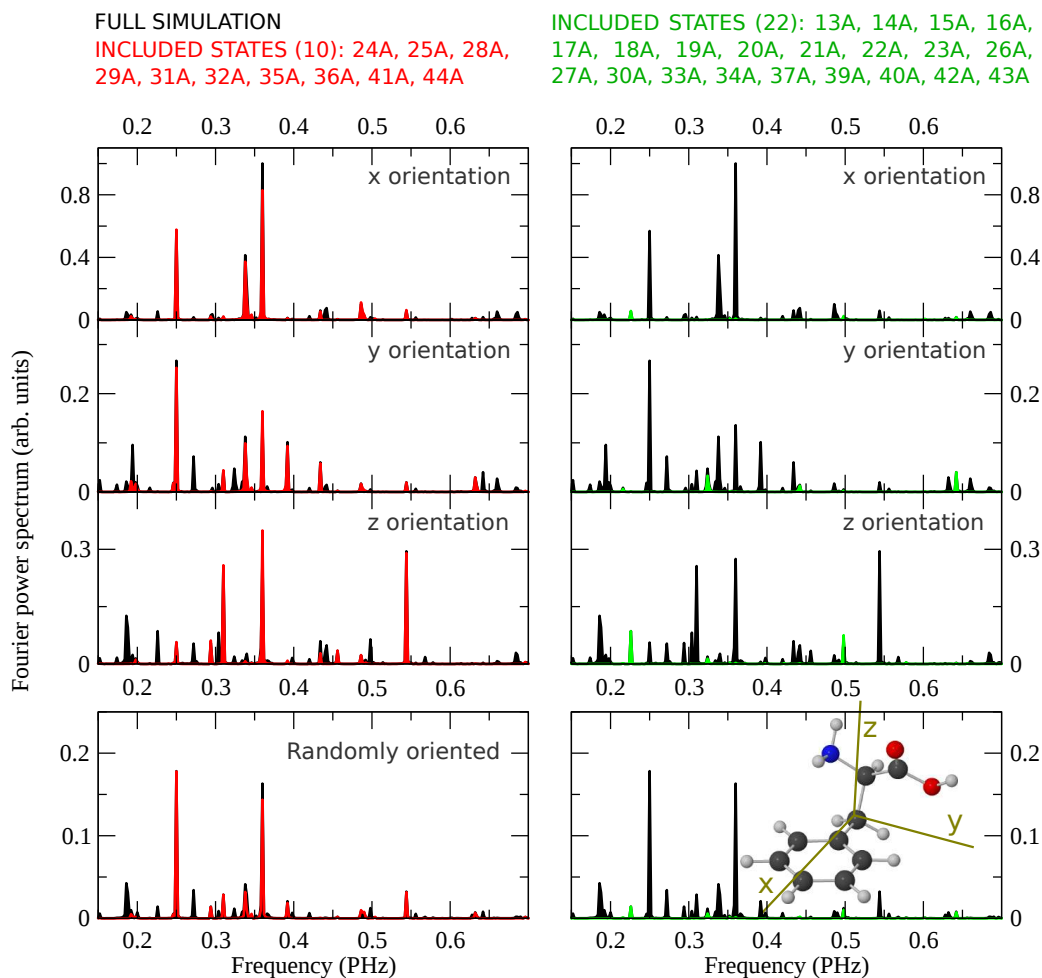 FULL SIMULATION
INCLUDED STATES (10): 24A, 25A, 28A,
29A, 31A, 32A, 35A, 36A, 41A, 44A
INCLUDED STATES (22): 13A, 14A, 15A, 16A,
17A, 18A, 19A, 20A, 21A, 22A, 23A, 26A,
27A, 30A, 33A, 34A, 37A, 39A, 40A, 42A, 43A
0.2 0.3 0.4 0.5 0.6
0.2 0.3 0.4 0.5 0.6
x orientation
x orientation
0.8
0.8
0.4
0.4
0
0
y orientation
y orientation
0.2
0.2
0
0
z orientation
z orientation
0.3
0.3
0
0
Fourier power spectrum (arb. units)
Randomly oriented
z
y
x
0.2
0.2
0.1
0.1
0
0
0.2 0.3 0.4 0.5 0.6
0.2 0.3 0.4 0.5 0.6
Frequency (PHz)
Frequency (PHz)